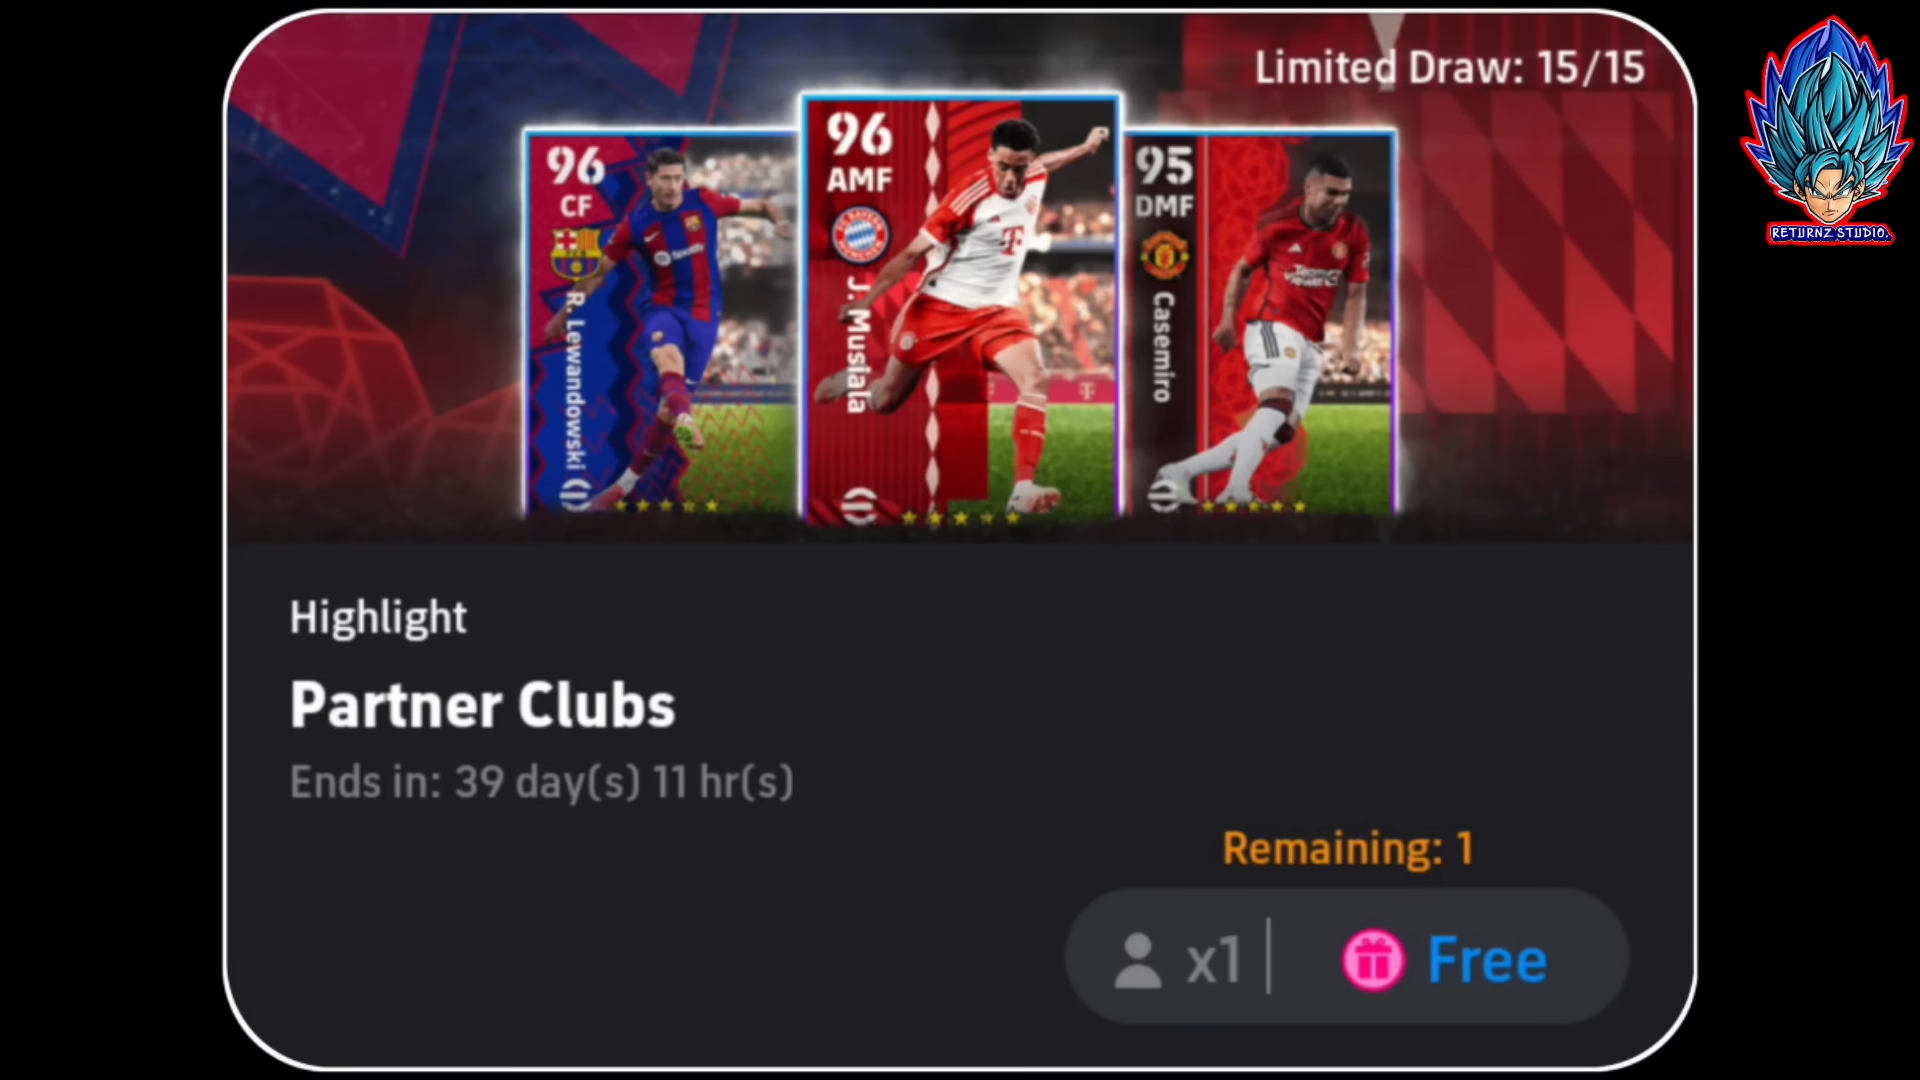 Limited Draw: 15/15
96
CF
R. Lewandowski
96
AMF
J. Musiala
95
DMF
Casemiro
RETURNZ STUDIO.
Highlight
Partner Clubs
Ends in: 39 day(s) 11 hr(s)
Remaining: 1
x1
Free